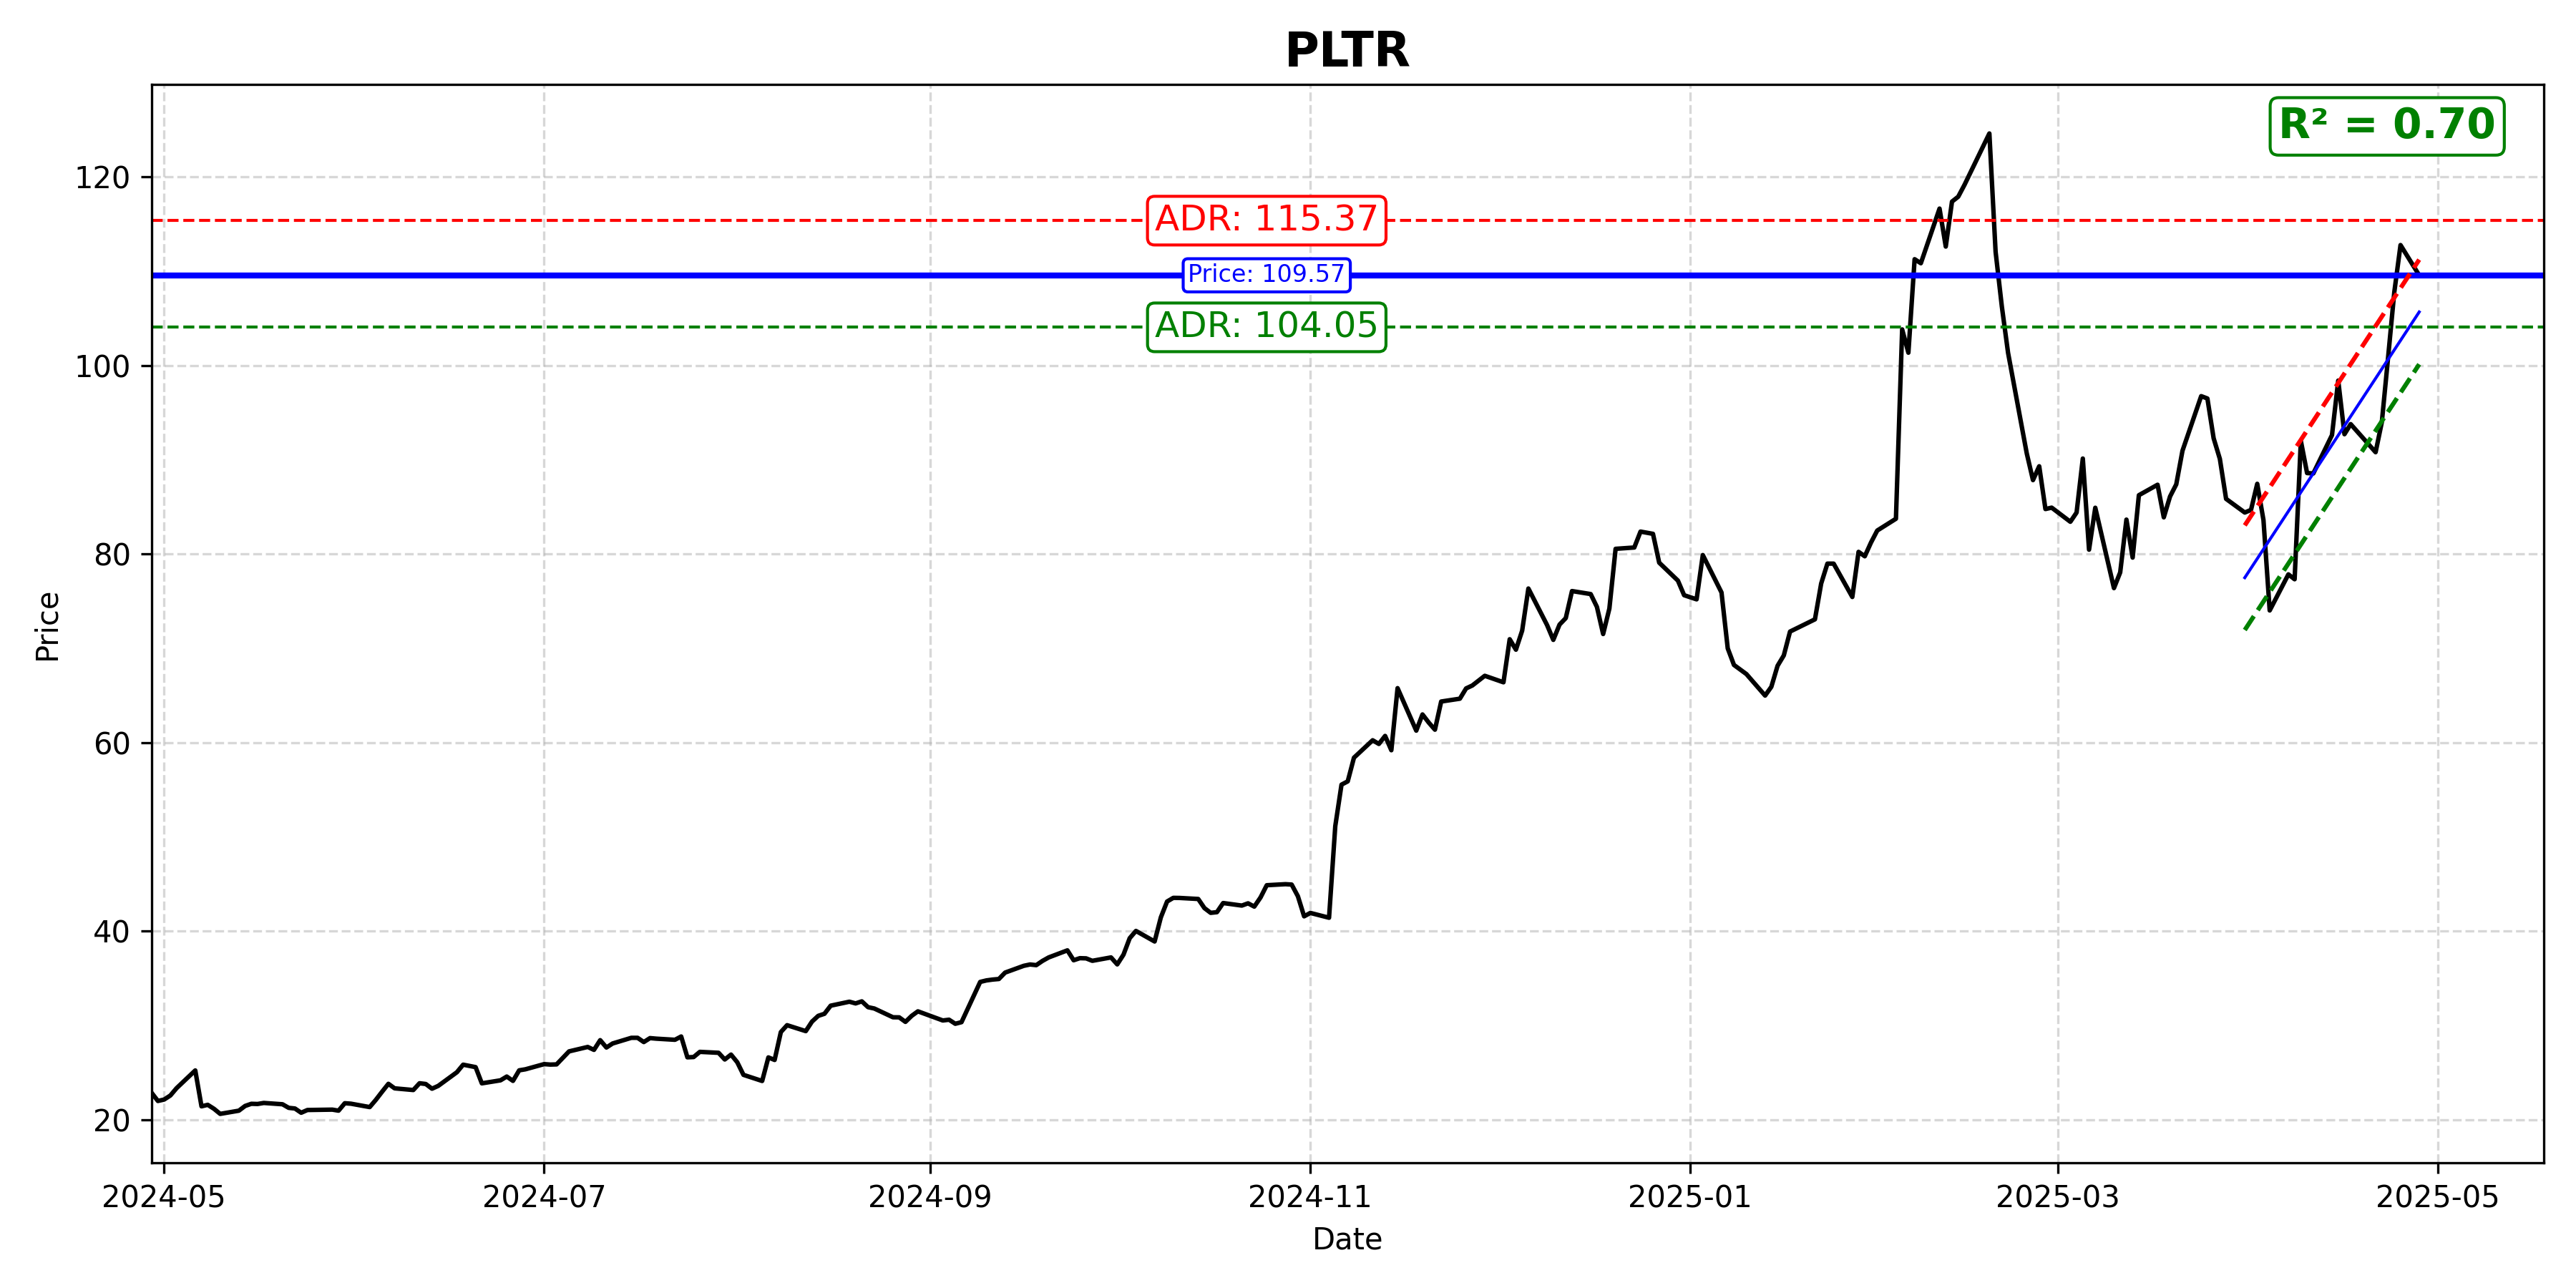 PLTR
R² = 0.70
120
ADR: 115.37
Price: 109.57
ADR: 104.05
100
80
60
40
20
Price
2024-05
2024-07
2024-09
2024-11
2025-01
2025-03
2025-05
Date